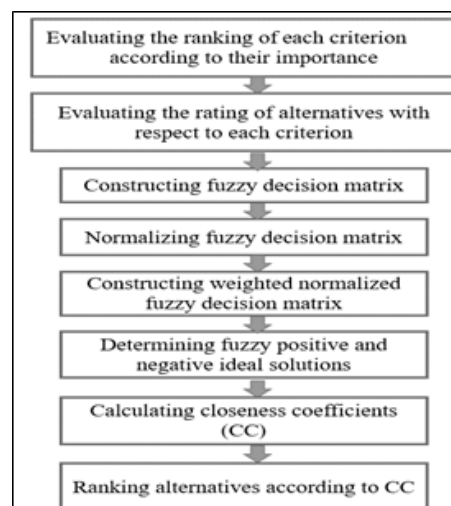 Evaluating the ranking of each criterion
according to their importance
Evaluating the rating of alternatives with
respect to each criterion
Constructing fuzzy decision matrix
Normalizing fuzzy decision matrix
Constructing weighted normalized
fuzzy decision matrix
Determining fuzzy positive and
negative ideal solutions
Calculating closeness coefficients
(CC)
Ranking alternatives according to CC